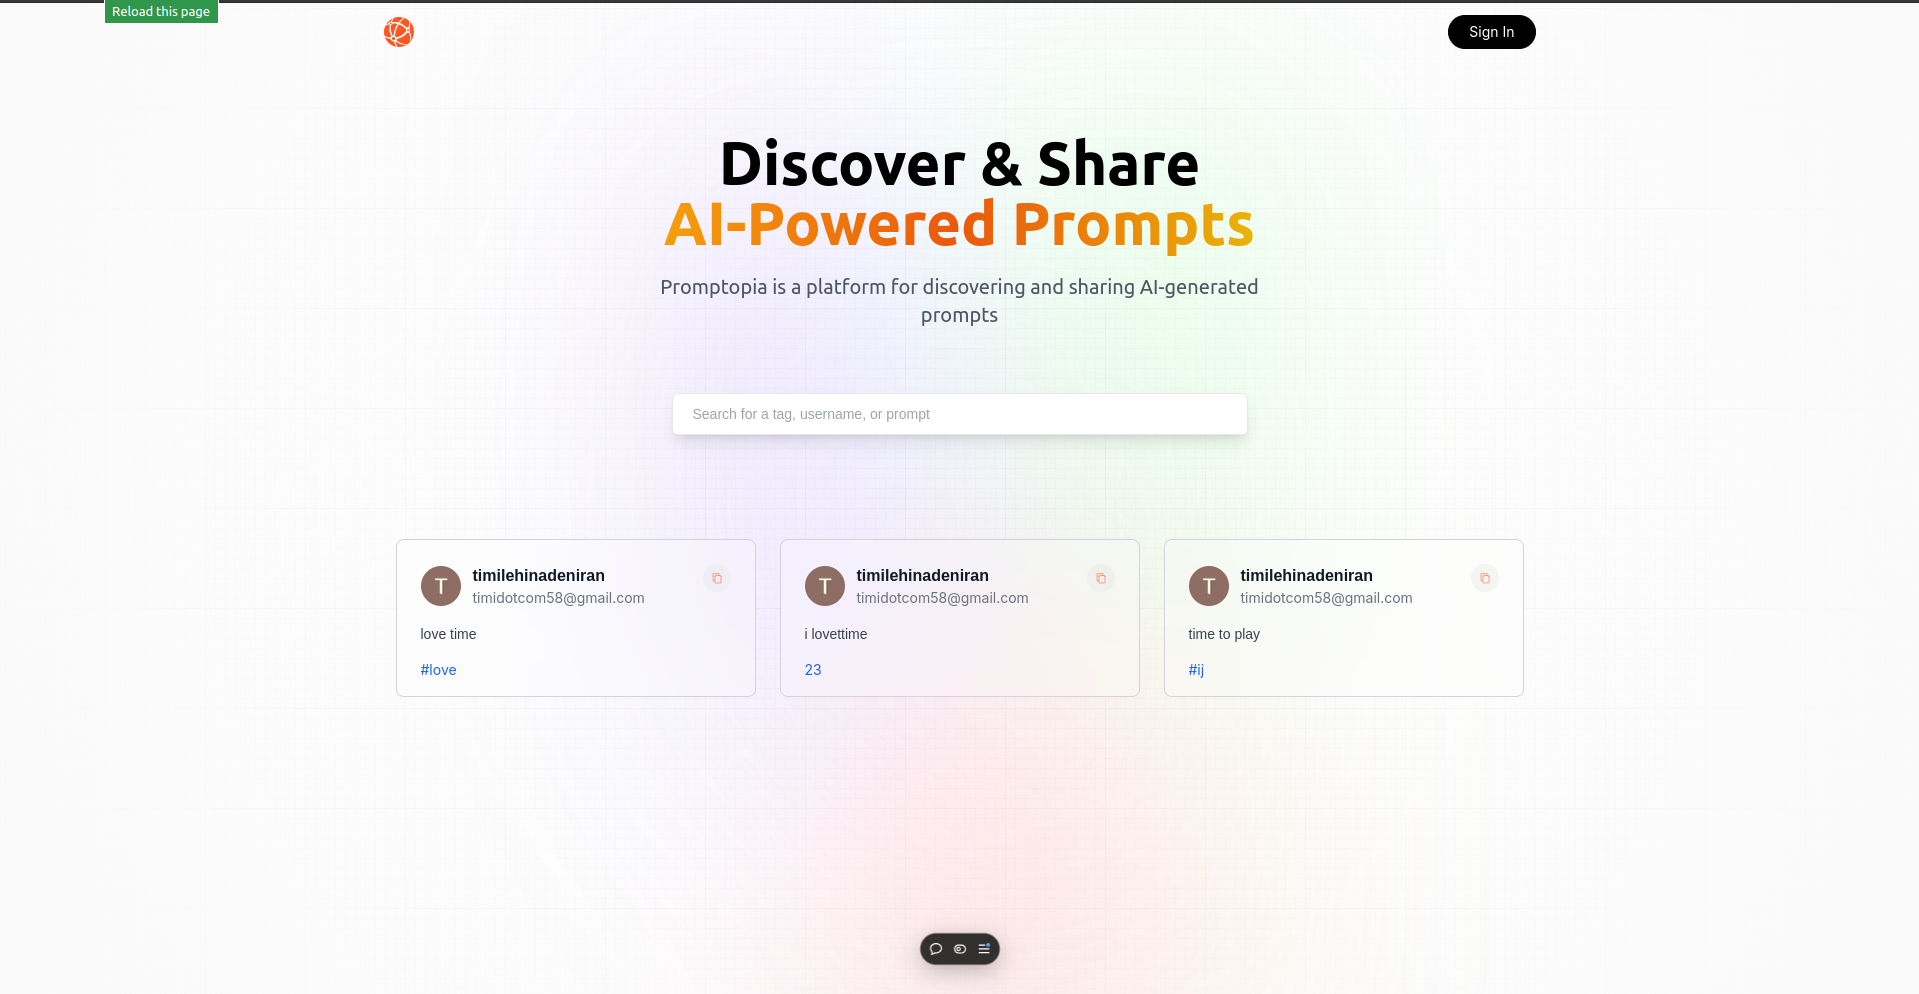 Reload this page
Sign In
Discover & Share
AI-Powered Prompts
Promptopia is a platform for discovering and sharing AI-generated
prompts
Search for a tag, username, or prompt
T
timilehinadeniran
timidotcom58@gmail.com
love time
#love
T
timilehinadeniran
timidotcom58@gmail.com
i lovettime
23
T
timilehinadeniran
timidotcom58@gmail.com
time to play
#ij